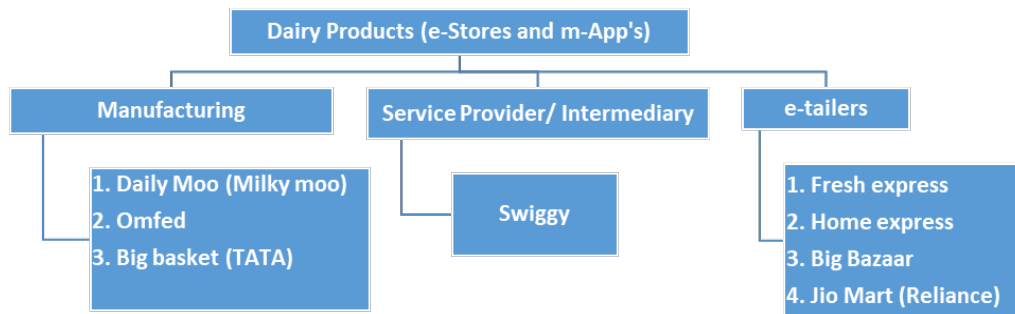 Dairy Products (e-Stores and m-App's)
Manufacturing
Service Provider/ Intermediary
e-tailers
1. Daily Moo (Milky moo)
2. Omfed
3. Big basket (TATA)
Swiggy
1. Fresh express
2. Home express
3. Big Bazaar
4. Jio Mart (Reliance)